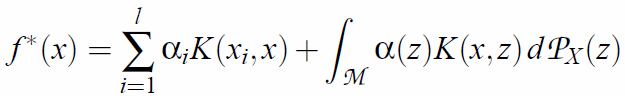 f*(x) = ∑_{i=1}^{l} α_i K(x_i, x) + ∫_ℳ α(z)K(x, z) d𝒫_X(z)